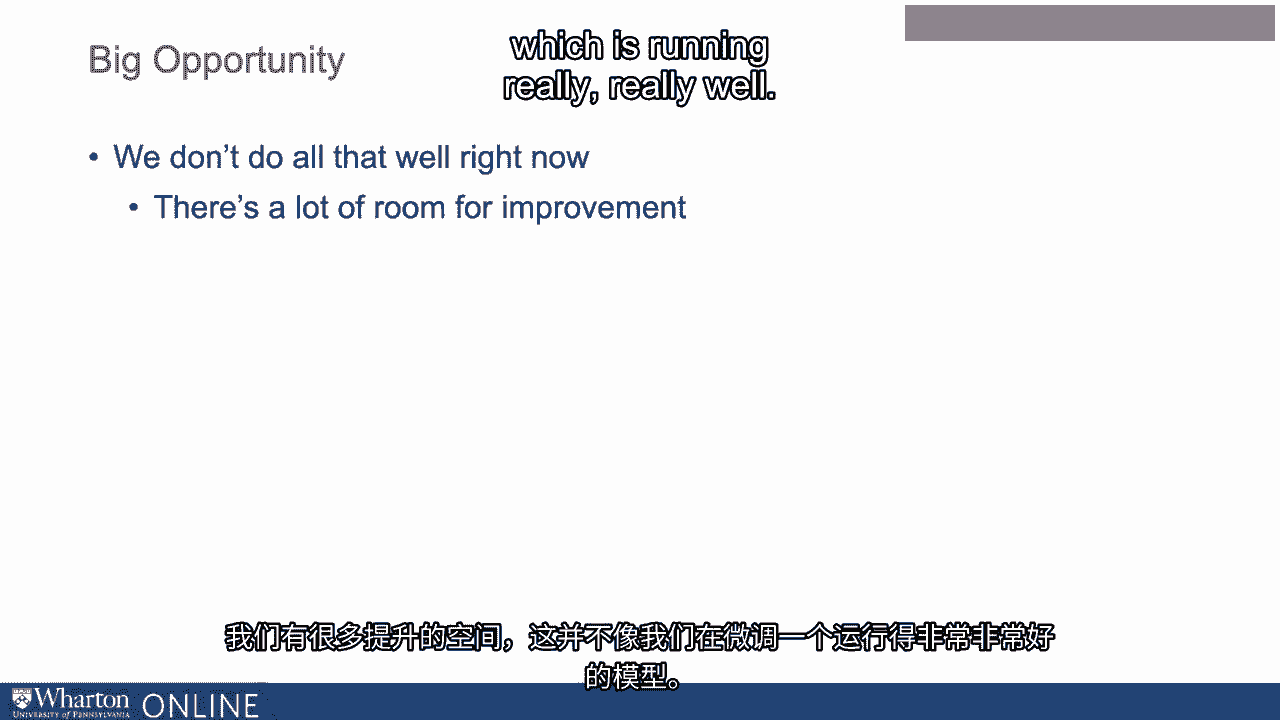 which is running
really, really well.
Big Opportunity
• We don't do all that well right now
• There's a lot of room for improvement
我们有很多提升的空间，这并不像我们在微调一个运行得非常非常好
的模型。
Wharton ONLINE
UNIVERSITY of PENNSYLVANIA